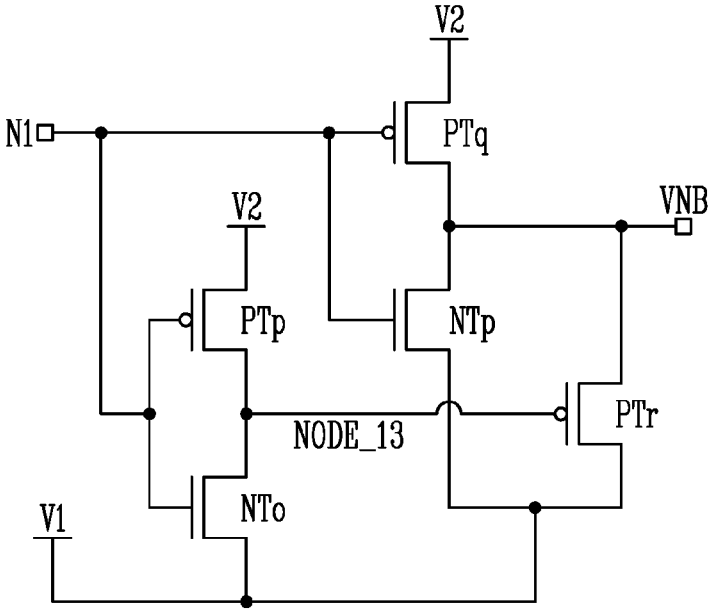 V2
N1
PTq
VNB
V2
PTp
NTp
PTr
NODE_13
NTo
V1